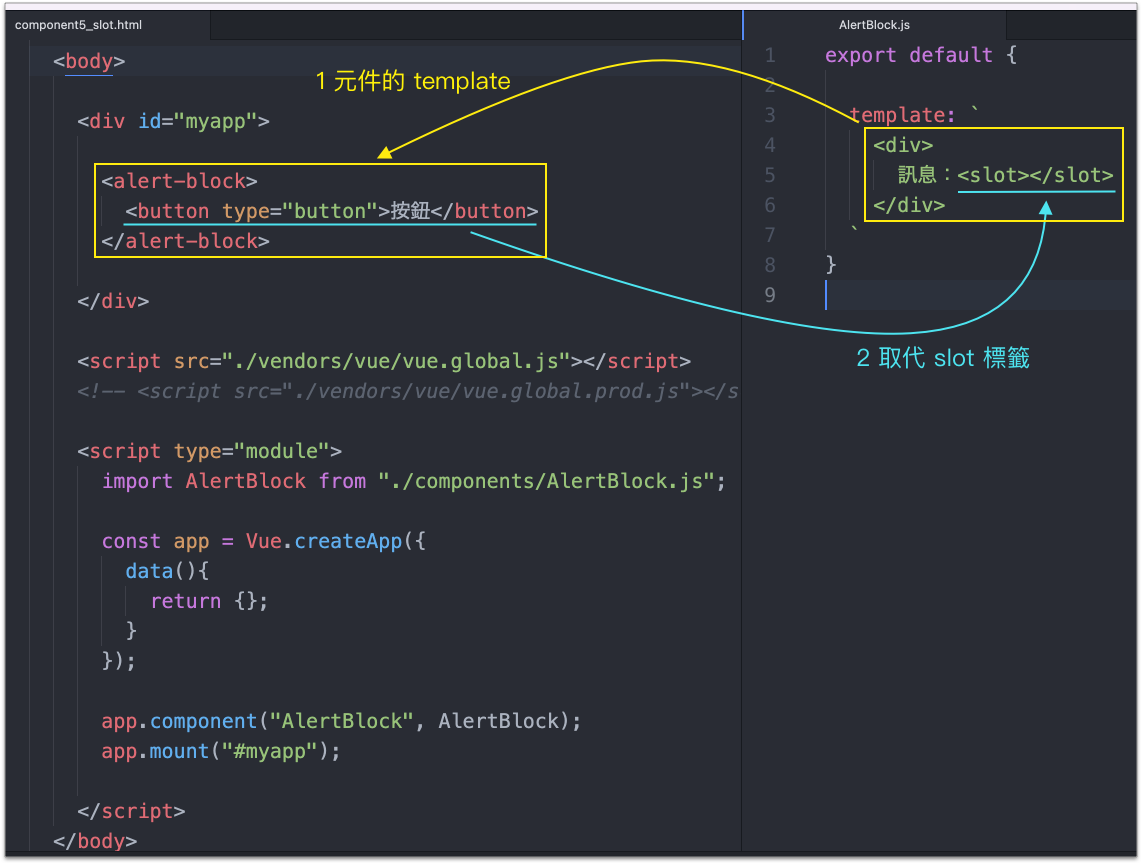 component5_slot.html
<body>
1 元件的 template
<div id="myapp">
<alert-block>
<button type="button">按鈕</button>
</alert-block>
</div>
<script src="./vendors/vue/vue.global.js"></script>
<!-- <script src="./vendors/vue/vue.global.prod.js"></s
<script type="module">
import AlertBlock from "./components/AlertBlock.js";
const app = Vue.createApp({
data(){
return {};
}
});
app.component("AlertBlock", AlertBlock);
app.mount("#myapp");
</script>
</body>
AlertBlock.js
1 export default {
2
3 template: `
4 <div>
5 訊息：<slot></slot>
6 </div>
7 `
8 }
9
2 取代 slot 標籤